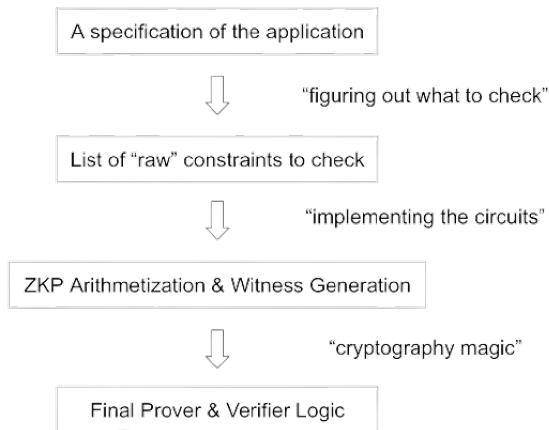 A specification of the application
“figuring out what to check”
List of “raw” constraints to check
“implementing the circuits”
ZKP Arithmetization & Witness Generation
“cryptography magic”
Final Prover & Verifier Logic